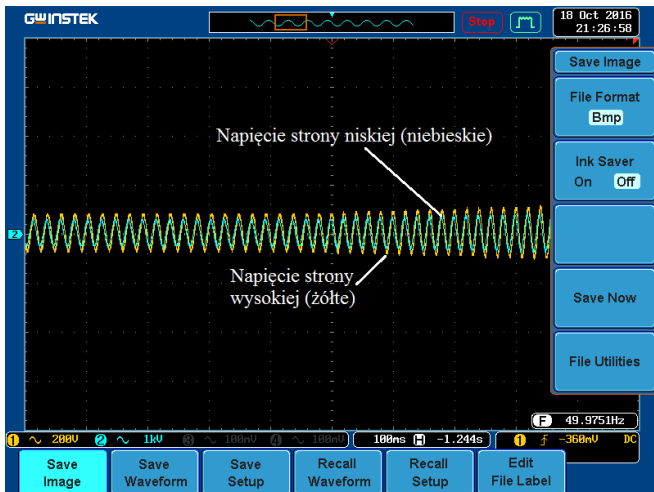 GWINSTEK
Stop
18 Oct 2016
21:26:58
Save Image
File Format
Bmp
Ink Saver
On Off
Napięcie strony niskiej (niebieskie)
2
Napięcie strony
wysokiej (żółte)
Save Now
File Utilities
F 49.9751Hz
1 ~ 200V 2 ~ 1kV 3 ~ 100mV 4 ~ 100mV 100ms H -1.244s 1 -360mV DC
Save
Image
Save
Waveform
Save
Setup
Recall
Waveform
Recall
Setup
Edit
File Label